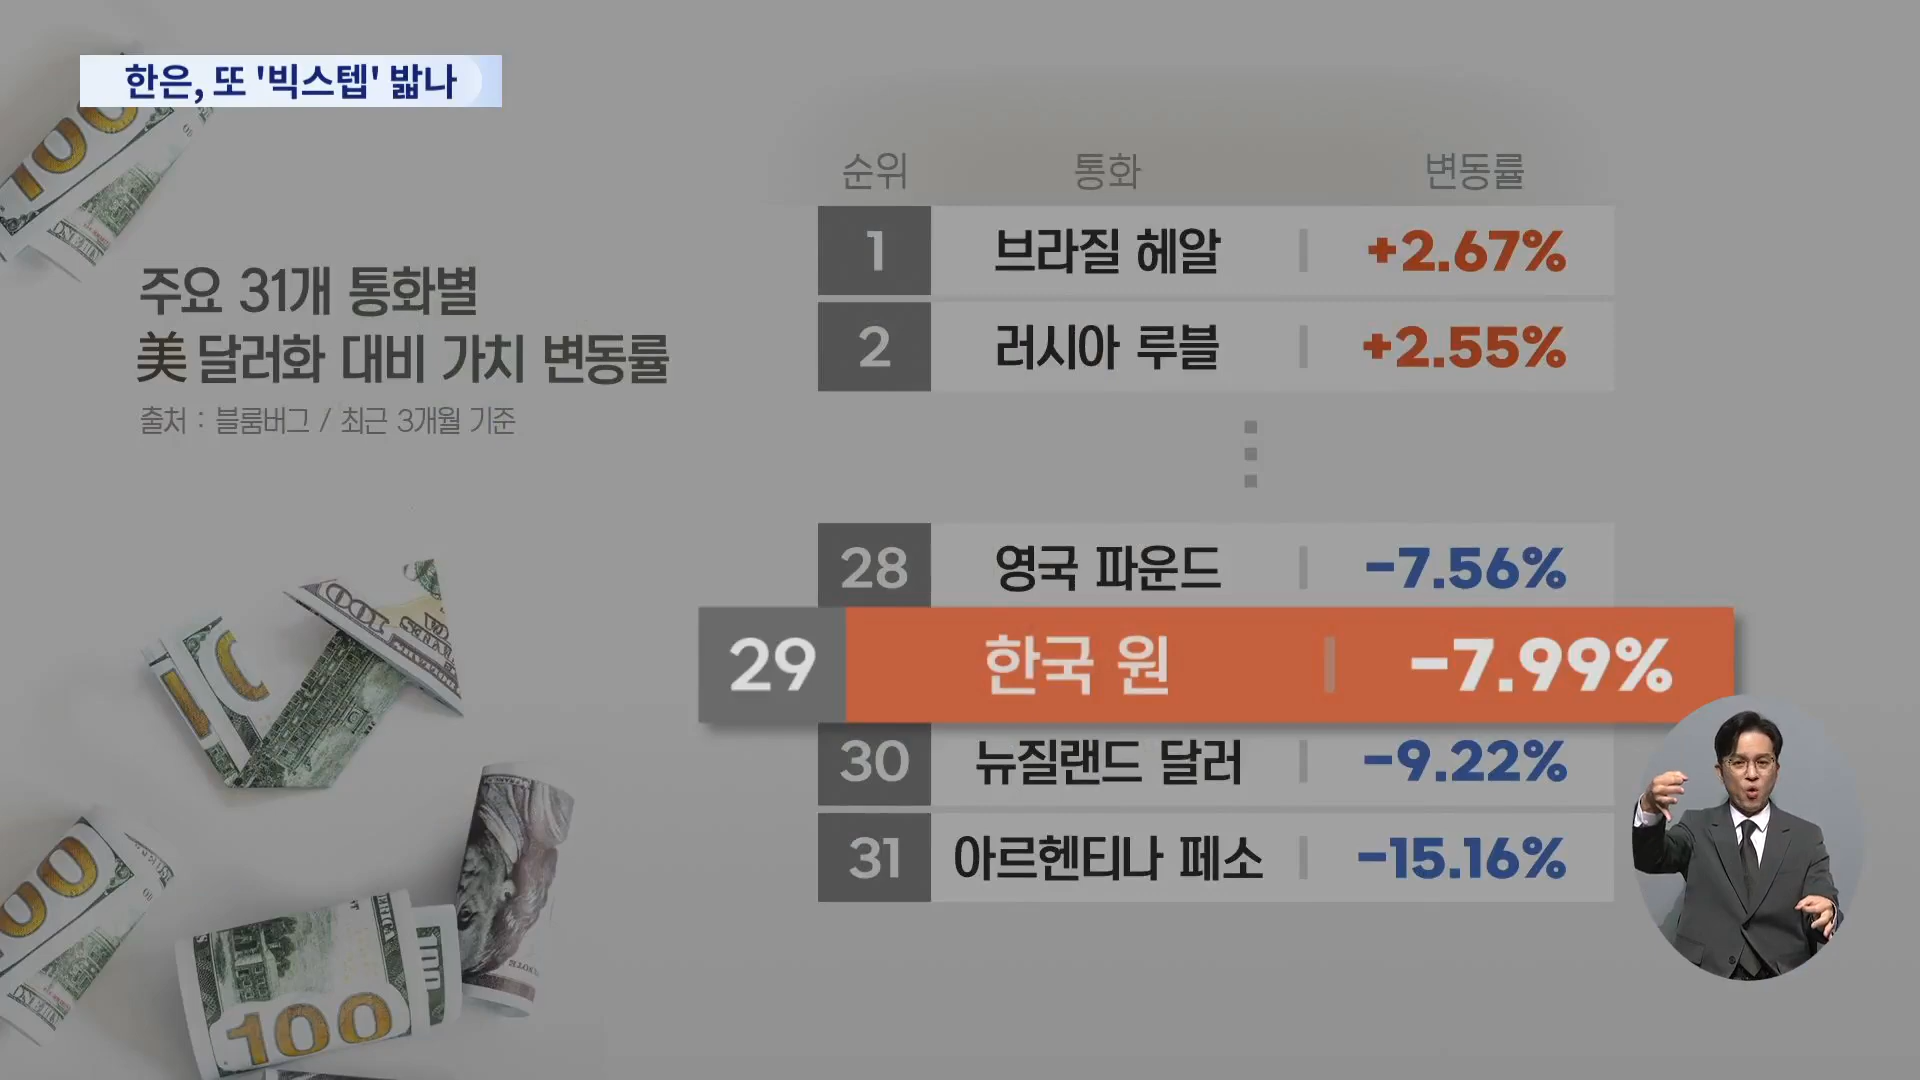 한은, 또 '빅스텝' 밟나
주요 31개 통화별
美 달러화 대비 가치 변동률
출처 : 블룸버그 / 최근 3개월 기준
순위 통화 변동률
1 브라질 헤알 +2.67%
2 러시아 루블 +2.55%
28 영국 파운드 -7.56%
29 한국 원 -7.99%
30 뉴질랜드 달러 -9.22%
31 아르헨티나 페소 -15.16%
100
100
100
100